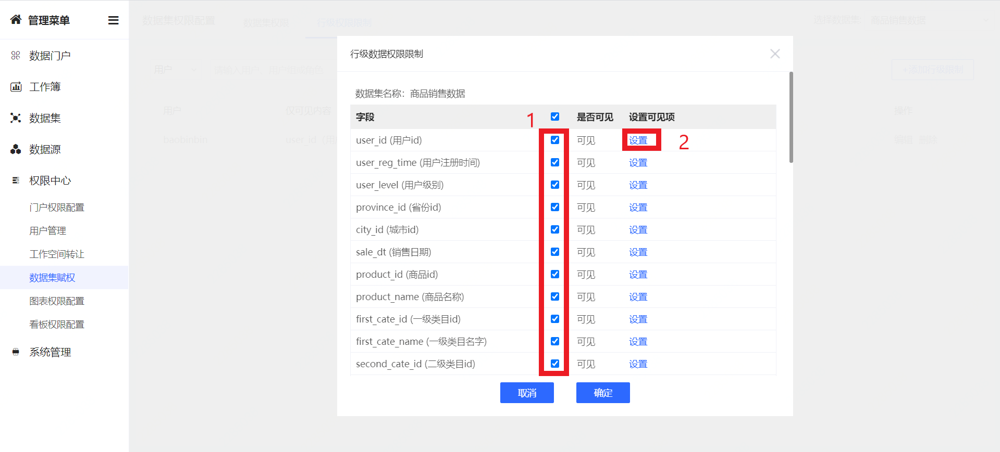 管理菜单
数据门户
工作簿
数据集
数据源
权限中心
门户权限配置
用户管理
工作空间转让
数据集赋权
图表权限配置
看板权限配置
系统管理
数据集权限配置
数据集权限
行级权限限制
选择数据集:
商品销售数据
用户
请输入用户、用户组或角色
+添加行级限制
用户
仅可见内容
操作
baobinbin
user_id (用
编辑 删除
行级数据权限限制
数据集名称：商品销售数据
字段
是否可见
设置可见项
1
2
user_id (用户id) 可见 设置
user_reg_time (用户注册时间) 可见 设置
user_level (用户级别) 可见 设置
province_id (省份id) 可见 设置
city_id (城市id) 可见 设置
sale_dt (销售日期) 可见 设置
product_id (商品id) 可见 设置
product_name (商品名称) 可见 设置
first_cate_id (一级类目id) 可见 设置
first_cate_name (一级类目名字) 可见 设置
second_cate_id (二级类目id) 可见 设置
取消
确定